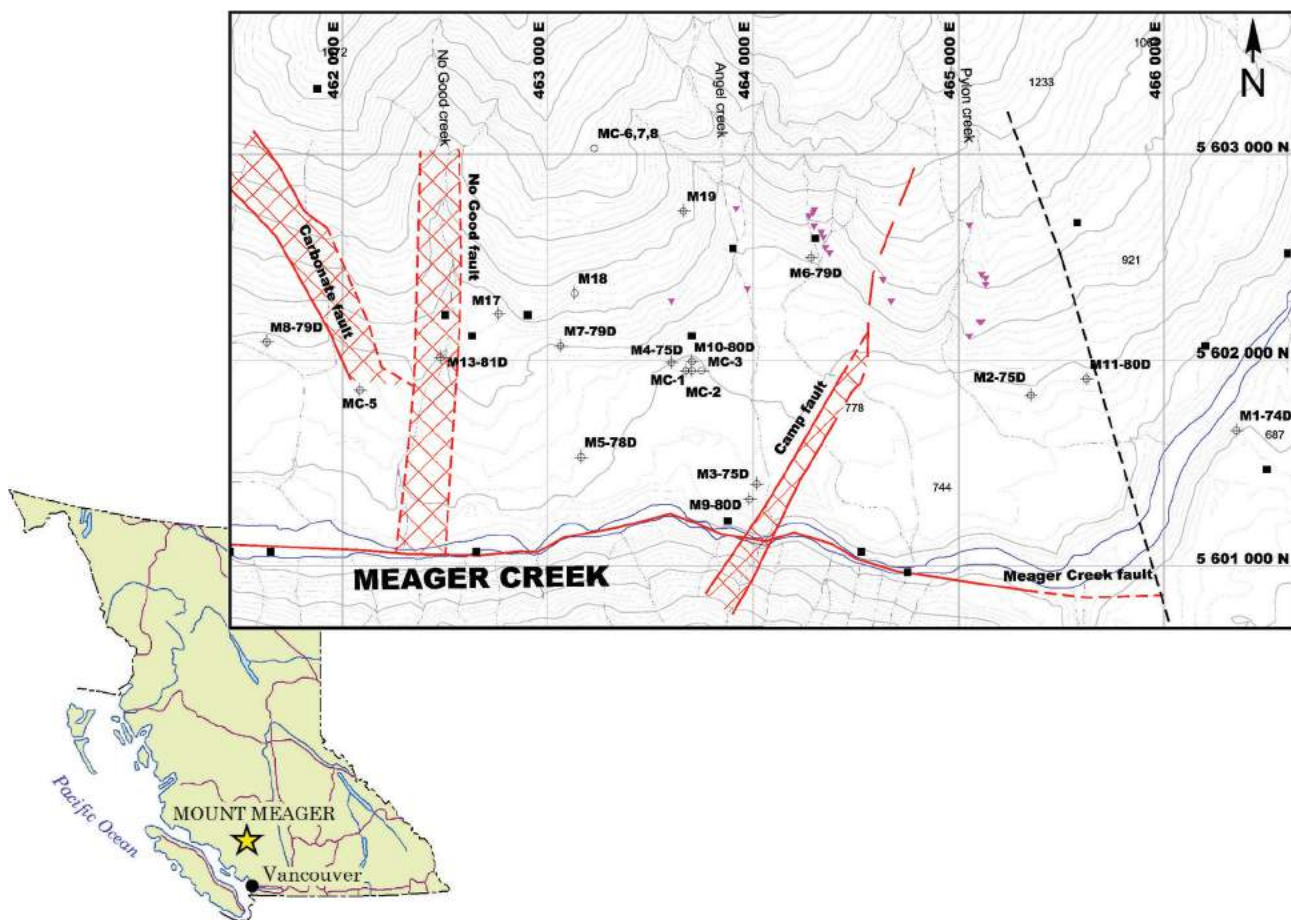 462 000 E
463 000 E
464 000 E
465 000 E
466 000 E
No Good creek
Angel creek
Pylon creek
1233
N
MC-6,7,8
5 603 000 N
M19
No Good fault
Carbonate fault
M18
M6-79D
921
M17
M8-79D
M7-79D
M13-81D
M4-75D
M10-80D
MC-3
5 602 000 N
MC-1
MC-2
MC-5
M2-75D
M11-80D
Camp fault
778
M1-74D
687
M5-78D
M3-75D
M9-80D
744
MEAGER CREEK
5 601 000 N
Meager Creek fault
Pacific Ocean
MOUNT MEAGER
Vancouver